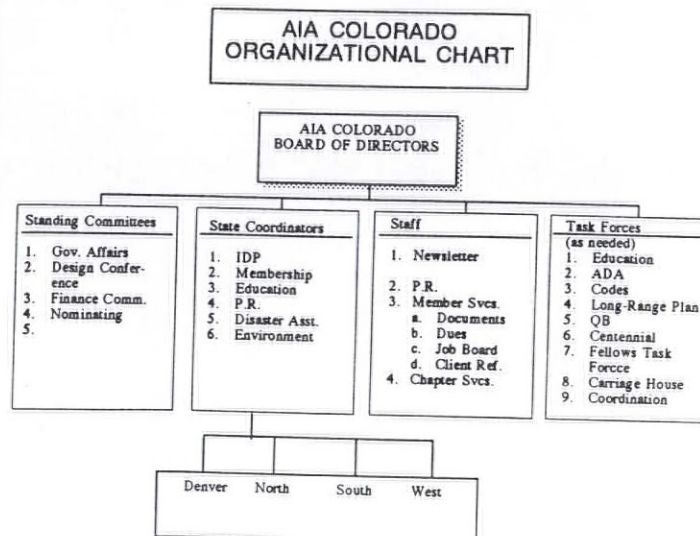 AIA COLORADO
ORGANIZATIONAL CHART
AIA COLORADO
BOARD OF DIRECTORS
Standing Committees
1. Gov. Affairs
2. Design Confer-
ence
3. Finance Comm.
4. Nominating
5.
State Coordinators
1. IDP
2. Membership
3. Education
4. P.R.
5. Disaster Asst.
6. Environment
Staff
1. Newsletter
2. P.R.
3. Member Svcs.
a. Documents
b. Dues
c. Job Board
d. Client Ref.
4. Chapter Svcs.
Task Forces
(as needed)
1. Education
2. ADA
3. Codes
4. Long-Range Plan
5. QB
6. Centennial
7. Fellows Task
Forcce
8. Carriage House
9. Coordination
Denver North South West